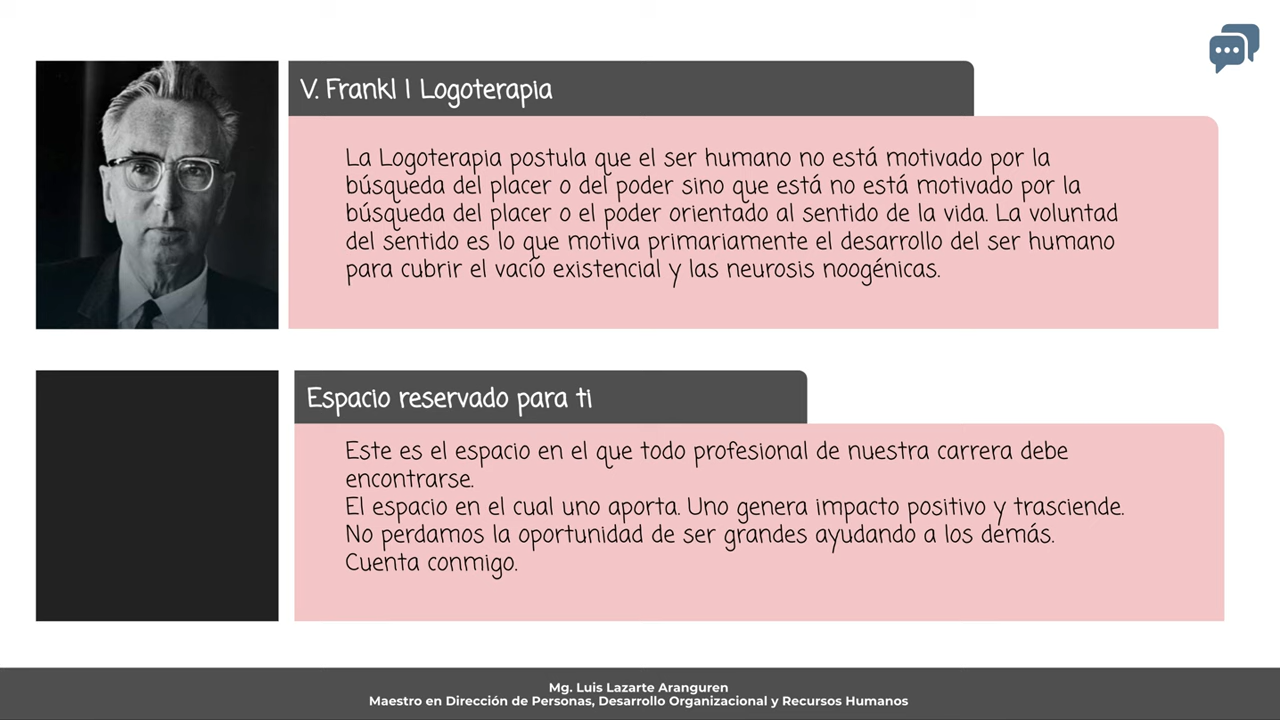 V. Frankl | Logoterapia
La Logoterapia postula que el ser humano no está motivado por la
búsqueda del placer o del poder sino que está no está motivado por la
búsqueda del placer o el poder orientado al sentido de la vida. La voluntad
del sentido es lo que motiva primariamente el desarrollo del ser humano
para cubrir el vacío existencial y las neurosis noogénicas.
Espacio reservado para ti
Este es el espacio en el que todo profesional de nuestra carrera debe
encontrarse.
El espacio en el cual uno aporta. Uno genera impacto positivo y trasciende.
No perdamos la oportunidad de ser grandes ayudando a los demás.
Cuenta conmigo.
Mg. Luis Lazarte Aranguren
Maestro en Dirección de Personas, Desarrollo Organizacional y Recursos Humanos